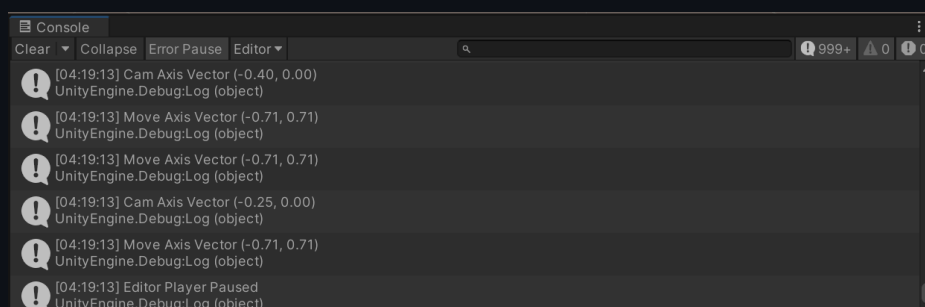 Console
Clear Collapse Error Pause Editor 999+ 0 0
[04:19:13] Cam Axis Vector (-0.40, 0.00)
UnityEngine.Debug:Log (object)
[04:19:13] Move Axis Vector (-0.71, 0.71)
UnityEngine.Debug:Log (object)
[04:19:13] Move Axis Vector (-0.71, 0.71)
UnityEngine.Debug:Log (object)
[04:19:13] Cam Axis Vector (-0.25, 0.00)
UnityEngine.Debug:Log (object)
[04:19:13] Move Axis Vector (-0.71, 0.71)
UnityEngine.Debug:Log (object)
[04:19:13] Editor Player Paused
UnityEngine.Debug:Log (object)